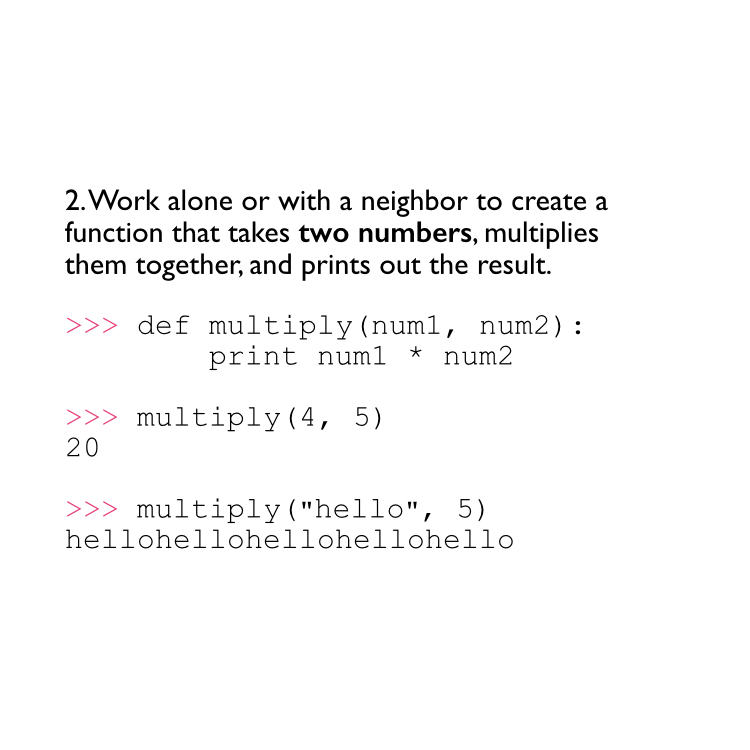 2. Work alone or with a neighbor to create a
function that takes two numbers, multiplies
them together, and prints out the result.
>>> def multiply(num1, num2):
        print num1 * num2
>>> multiply(4, 5)
20
>>> multiply("hello", 5)
hellohellohellohellohello